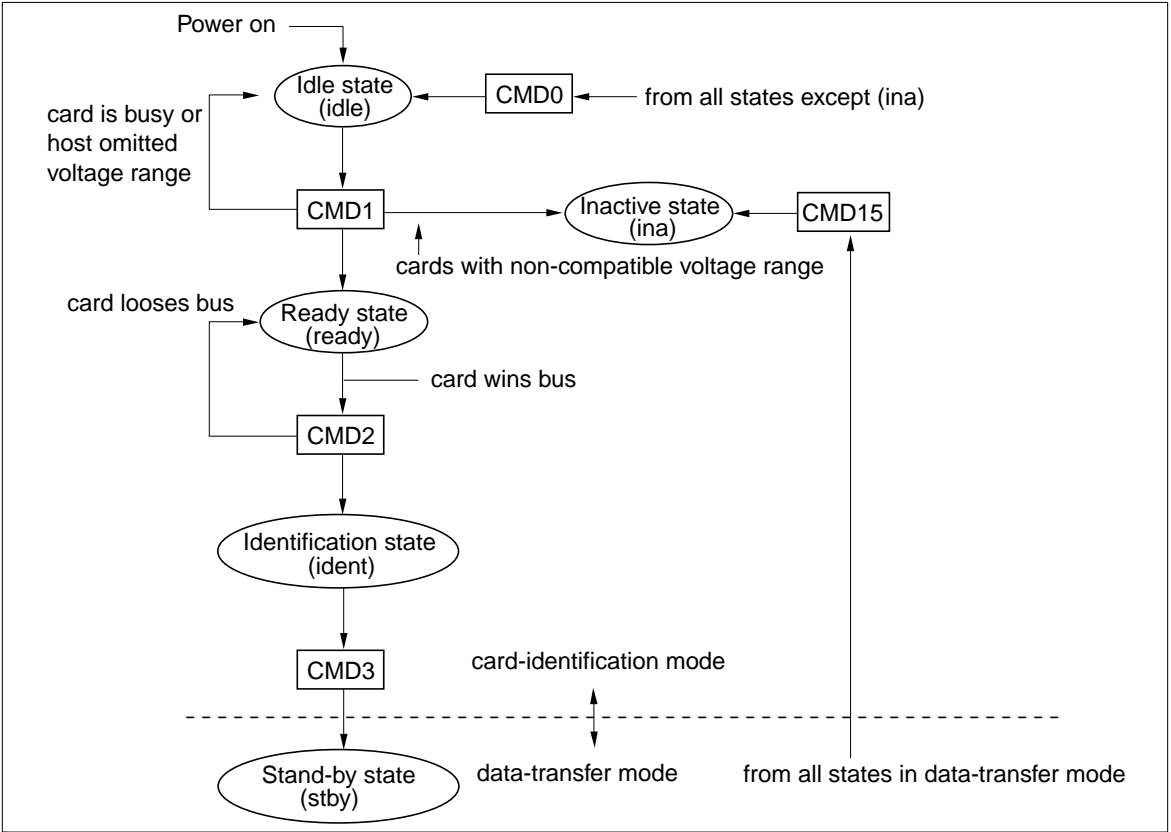 Power on
Idle state
(idle)
CMD0
from all states except (ina)
card is busy or
host omitted
voltage range
CMD1
Inactive state
(ina)
CMD15
cards with non-compatible voltage range
card looses bus
Ready state
(ready)
card wins bus
CMD2
Identification state
(ident)
CMD3
card-identification mode
Stand-by state
(stby)
data-transfer mode
from all states in data-transfer mode